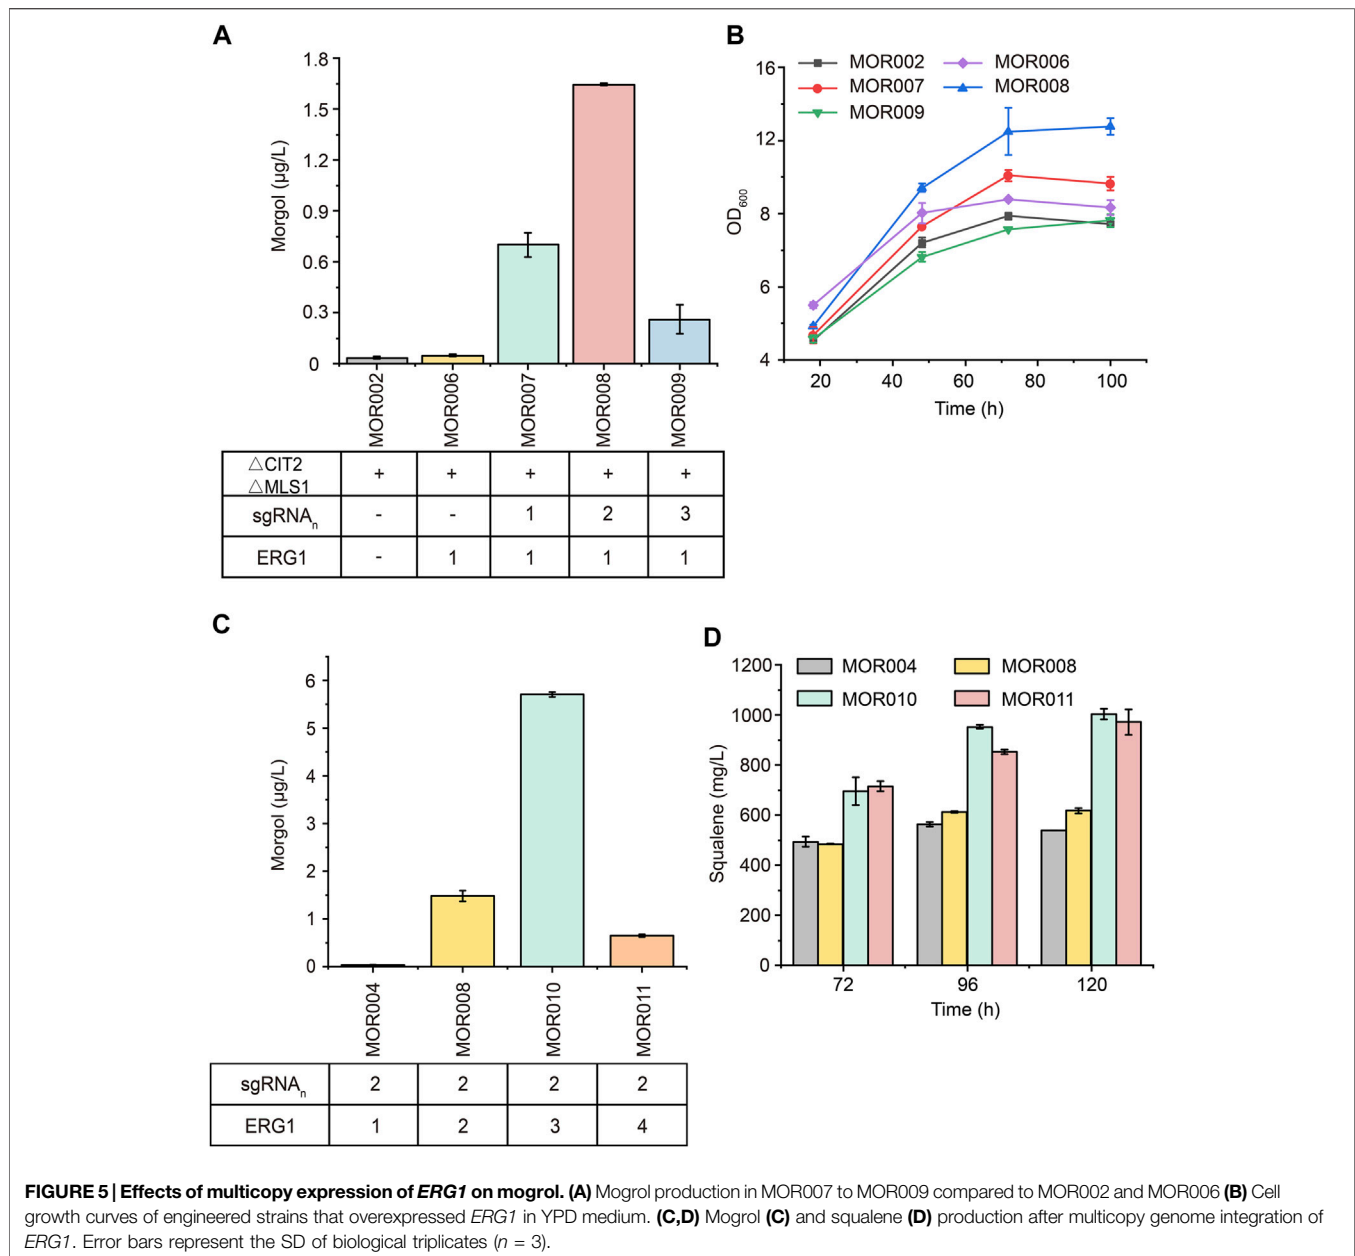 A
1.8
1.5
1.2
0.9
0.6
0.3
0
Morgol (µg/L)
MOR002
MOR006
MOR007
MOR008
MOR009
△CIT2
△MLS1
+ + + + +
sgRNAn - - 1 2 3
ERG1 - 1 1 1 1
B
MOR002 MOR006
MOR007 MOR008
MOR009
16
12
8
6
4
OD600
20 40 60 80 100
Time (h)
C
6
5
4
3
2
1
0
Morgol (µg/L)
MOR004
MOR008
MOR010
MOR011
sgRNAn 2 2 2 2
ERG1 1 2 3 4
D
MOR004 MOR008
MOR010 MOR011
1200
1000
800
600
400
200
0
Squalene (mg/L)
72 96 120
Time (h)
FIGURE 5 | Effects of multicopy expression of ERG1 on mogrol. (A) Mogrol production in MOR007 to MOR009 compared to MOR002 and MOR006 (B) Cell
growth curves of engineered strains that overexpressed ERG1 in YPD medium. (C,D) Mogrol (C) and squalene (D) production after multicopy genome integration of
ERG1. Error bars represent the SD of biological triplicates (n = 3).